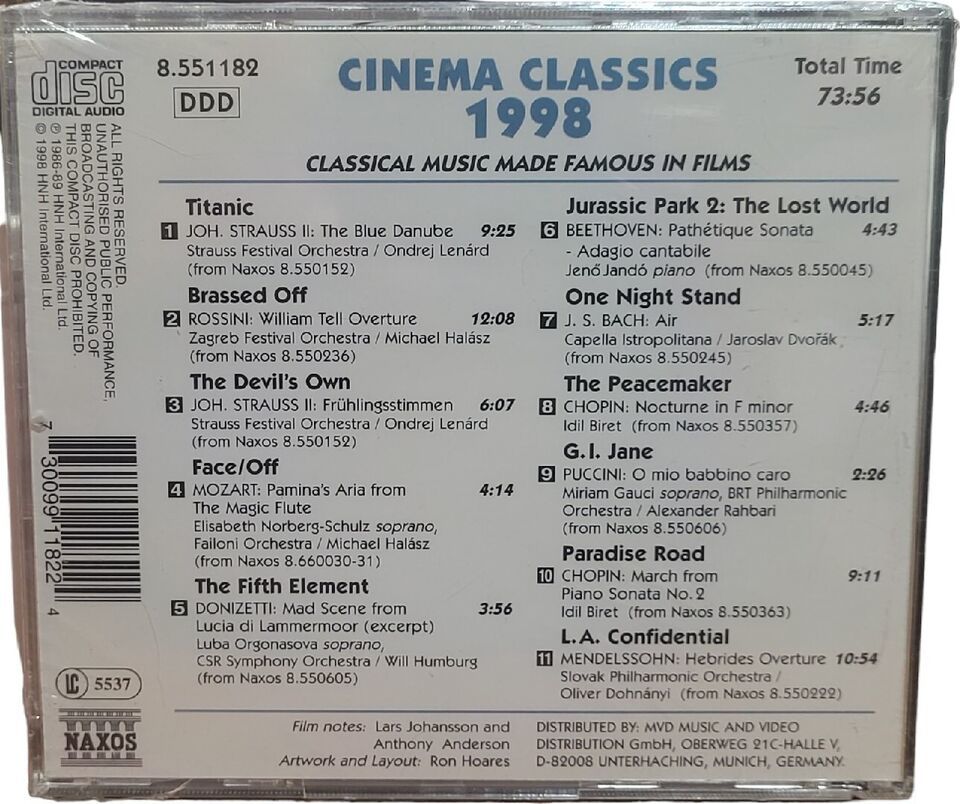 COMPACT
disc
DIGITAL AUDIO
ALL RIGHTS RESERVED.
UNAUTHORISED PUBLIC PERFORMANCE,
BROADCASTING AND COPYING OF
THIS COMPACT DISC PROHIBITED.
℗ 1986-89 HNH International Ltd.
© 1998 HNH International Ltd.
7 30099 11822 4
LC 5537
NAXOS
8.551182
DDD
CINEMA CLASSICS
1998
Total Time
73:56
CLASSICAL MUSIC MADE FAMOUS IN FILMS
Titanic
1 JOH. STRAUSS II: The Blue Danube 9:25
Strauss Festival Orchestra / Ondrej Lenárd
(from Naxos 8.550152)
Brassed Off
2 ROSSINI: William Tell Overture 12:08
Zagreb Festival Orchestra / Michael Halász
(from Naxos 8.550236)
The Devil's Own
3 JOH. STRAUSS II: Frühlingsstimmen 6:07
Strauss Festival Orchestra / Ondrej Lenárd
(from Naxos 8.550152)
Face/Off
4 MOZART: Pamina's Aria from 4:14
The Magic Flute
Elisabeth Norberg-Schulz soprano,
Failoni Orchestra / Michael Halász
(from Naxos 8.660030-31)
The Fifth Element
5 DONIZETTI: Mad Scene from 3:56
Lucia di Lammermoor (excerpt)
Luba Orgonasova soprano,
CSR Symphony Orchestra / Will Humburg
(from Naxos 8.550605)
Jurassic Park 2: The Lost World
6 BEETHOVEN: Pathétique Sonata 4:43
- Adagio cantabile
Jenő Jandó piano (from Naxos 8.550045)
One Night Stand
7 J. S. BACH: Air 5:17
Capella Istropolitana / Jaroslav Dvořák
(from Naxos 8.550245)
The Peacemaker
8 CHOPIN: Nocturne in F minor 4:46
Idil Biret (from Naxos 8.550357)
G.I. Jane
9 PUCCINI: O mio babbino caro 2:26
Miriam Gauci soprano, BRT Philharmonic
Orchestra / Alexander Rahbari
(from Naxos 8.550606)
Paradise Road
10 CHOPIN: March from 9:11
Piano Sonata No. 2
Idil Biret (from Naxos 8.550363)
L.A. Confidential
11 MENDELSSOHN: Hebrides Overture 10:54
Slovak Philharmonic Orchestra /
Oliver Dohnányi (from Naxos 8.550222)
Film notes: Lars Johansson and
Anthony Anderson
Artwork and Layout: Ron Hoares
DISTRIBUTED BY: MVD MUSIC AND VIDEO
DISTRIBUTION GmbH, OBERWEG 21C-HALLE V,
D-82008 UNTERHACHING, MUNICH, GERMANY.